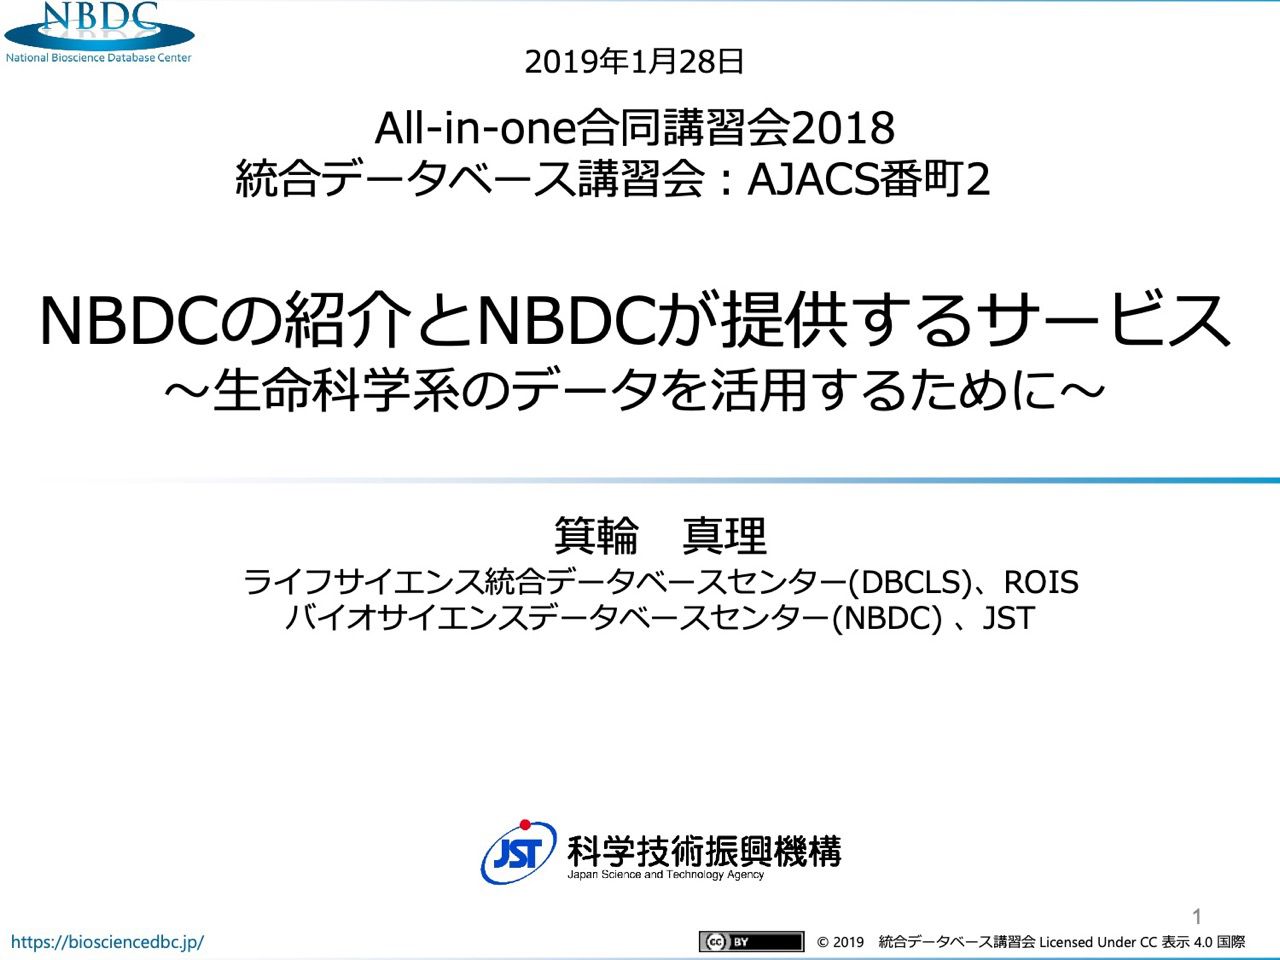 NBDC
National Bioscience Database Center
2019年1月28日
All-in-one合同講習会2018
統合データベース講習会：AJACS番町2
NBDCの紹介とNBDCが提供するサービス
～生命科学系のデータを活用するために～
箕輪　真理
ライフサイエンス統合データベースセンター(DBCLS)、ROIS
バイオサイエンスデータベースセンター(NBDC) 、JST
JST 科学技術振興機構
Japan Science and Technology Agency
1
https://biosciencedbc.jp/
cc BY © 2019　統合データベース講習会 Licensed Under CC 表示 4.0 国際